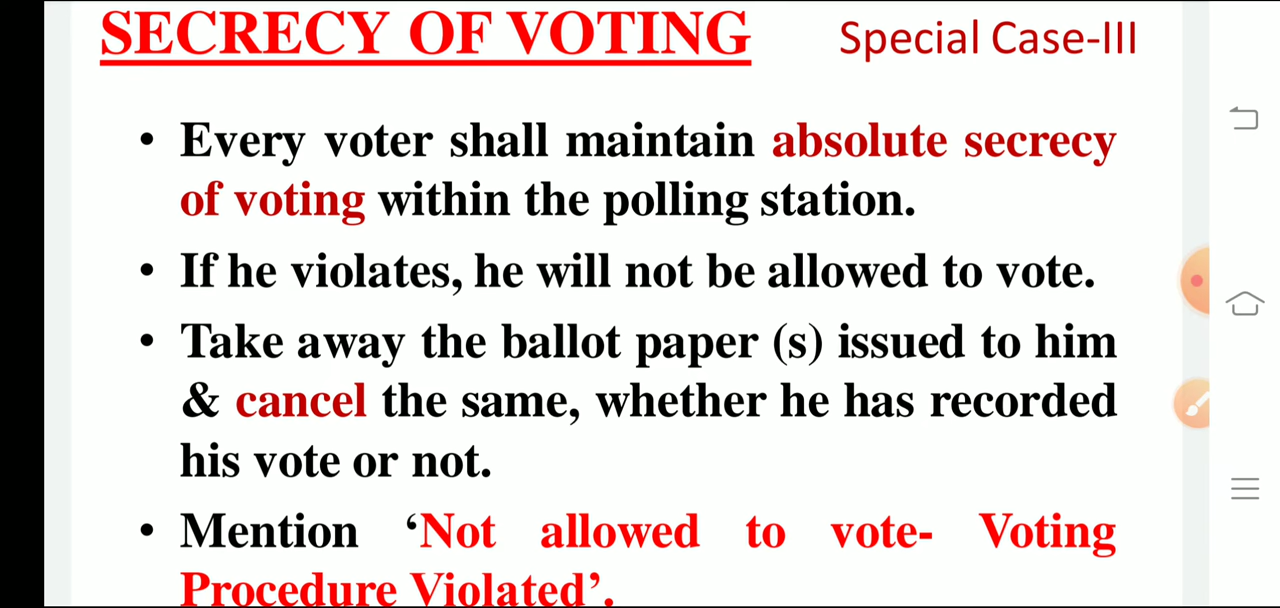 SECRECY OF VOTING Special Case-III
• Every voter shall maintain absolute secrecy
of voting within the polling station.
• If he violates, he will not be allowed to vote.
• Take away the ballot paper (s) issued to him
& cancel the same, whether he has recorded
his vote or not.
• Mention ‘Not allowed to vote- Voting
Procedure Violated’.